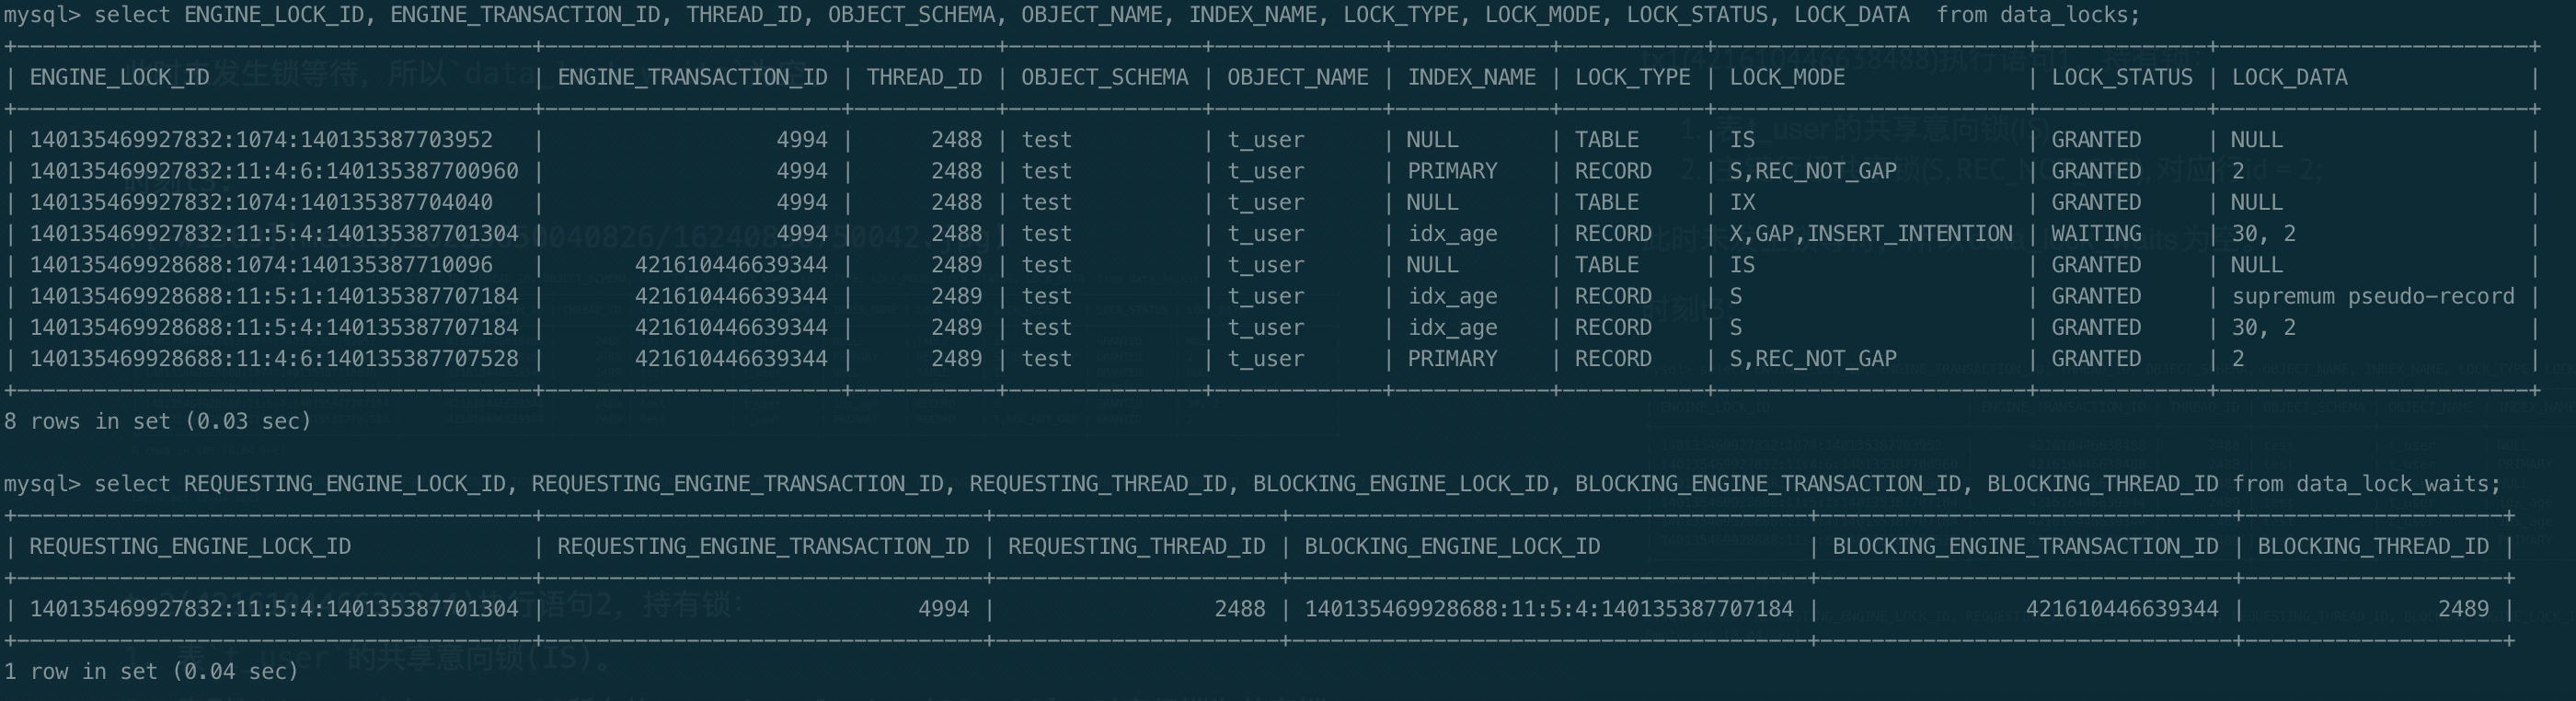 mysql> select ENGINE_LOCK_ID, ENGINE_TRANSACTION_ID, THREAD_ID, OBJECT_SCHEMA, OBJECT_NAME, INDEX_NAME, LOCK_TYPE, LOCK_MODE, LOCK_STATUS, LOCK_DATA  from data_locks;
| ENGINE_LOCK_ID | ENGINE_TRANSACTION_ID | THREAD_ID | OBJECT_SCHEMA | OBJECT_NAME | INDEX_NAME | LOCK_TYPE | LOCK_MODE | LOCK_STATUS | LOCK_DATA |
| 140135469927832:1074:140135387703952 | 4994 | 2488 | test | t_user | NULL | TABLE | IS | GRANTED | NULL |
| 140135469927832:11:4:6:140135387700960 | 4994 | 2488 | test | t_user | PRIMARY | RECORD | S,REC_NOT_GAP | GRANTED | 2 |
| 140135469927832:1074:140135387704040 | 4994 | 2488 | test | t_user | NULL | TABLE | IX | GRANTED | NULL |
| 140135469927832:11:5:4:140135387701304 | 4994 | 2488 | test | t_user | idx_age | RECORD | X,GAP,INSERT_INTENTION | WAITING | 30, 2 |
| 140135469928688:1074:140135387710096 | 421610446639344 | 2489 | test | t_user | NULL | TABLE | IS | GRANTED | NULL |
| 140135469928688:11:5:1:140135387707184 | 421610446639344 | 2489 | test | t_user | idx_age | RECORD | S | GRANTED | supremum pseudo-record |
| 140135469928688:11:5:4:140135387707184 | 421610446639344 | 2489 | test | t_user | idx_age | RECORD | S | GRANTED | 30, 2 |
| 140135469928688:11:4:6:140135387707528 | 421610446639344 | 2489 | test | t_user | PRIMARY | RECORD | S,REC_NOT_GAP | GRANTED | 2 |
8 rows in set (0.03 sec)
mysql> select REQUESTING_ENGINE_LOCK_ID, REQUESTING_ENGINE_TRANSACTION_ID, REQUESTING_THREAD_ID, BLOCKING_ENGINE_LOCK_ID, BLOCKING_ENGINE_TRANSACTION_ID, BLOCKING_THREAD_ID from data_lock_waits;
| REQUESTING_ENGINE_LOCK_ID | REQUESTING_ENGINE_TRANSACTION_ID | REQUESTING_THREAD_ID | BLOCKING_ENGINE_LOCK_ID | BLOCKING_ENGINE_TRANSACTION_ID | BLOCKING_THREAD_ID |
| 140135469927832:11:5:4:140135387701304 | 4994 | 2488 | 140135469928688:11:5:4:140135387707184 | 421610446639344 | 2489 |
1 row in set (0.04 sec)